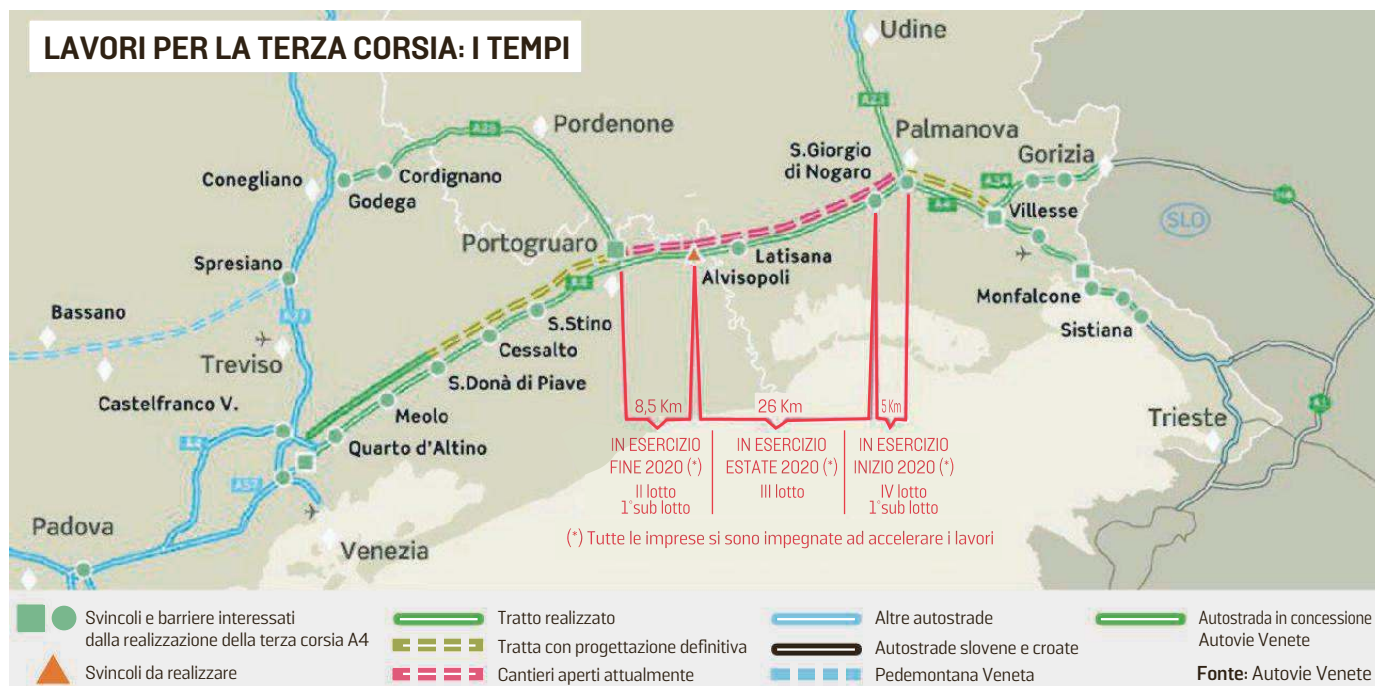 LAVORI PER LA TERZA CORSIA: I TEMPI
Udine
A23
Pordenone
A28
Palmanova
S.Giorgio
di Nogaro
Gorizia
Conegliano
Cordignano
Godega
A34
A4
Villesse
SLO
Portogruaro
Latisana
Alvisopoli
Spresiano
Monfalcone
Bassano
A27
S.Stino
Sistiana
Cessalto
Treviso
S.Donà di Piave
Castelfranco V.
Meolo
8,5 Km
26 Km
5 Km
Trieste
A4
Quarto d'Altino
IN ESERCIZIO
FINE 2020 (*)
II lotto
1° sub lotto
IN ESERCIZIO
ESTATE 2020 (*)
III lotto
IN ESERCIZIO
INIZIO 2020 (*)
IV lotto
1° sub lotto
A57
Padova
Venezia
(*) Tutte le imprese si sono impegnate ad accelerare i lavori
Svincoli e barriere interessati
dalla realizzazione della terza corsia A4
Svincoli da realizzare
Tratto realizzato
Tratta con progettazione definitiva
Cantieri aperti attualmente
Altre autostrade
Autostrade slovene e croate
Pedemontana Veneta
Autostrada in concessione
Autovie Venete
Fonte: Autovie Venete